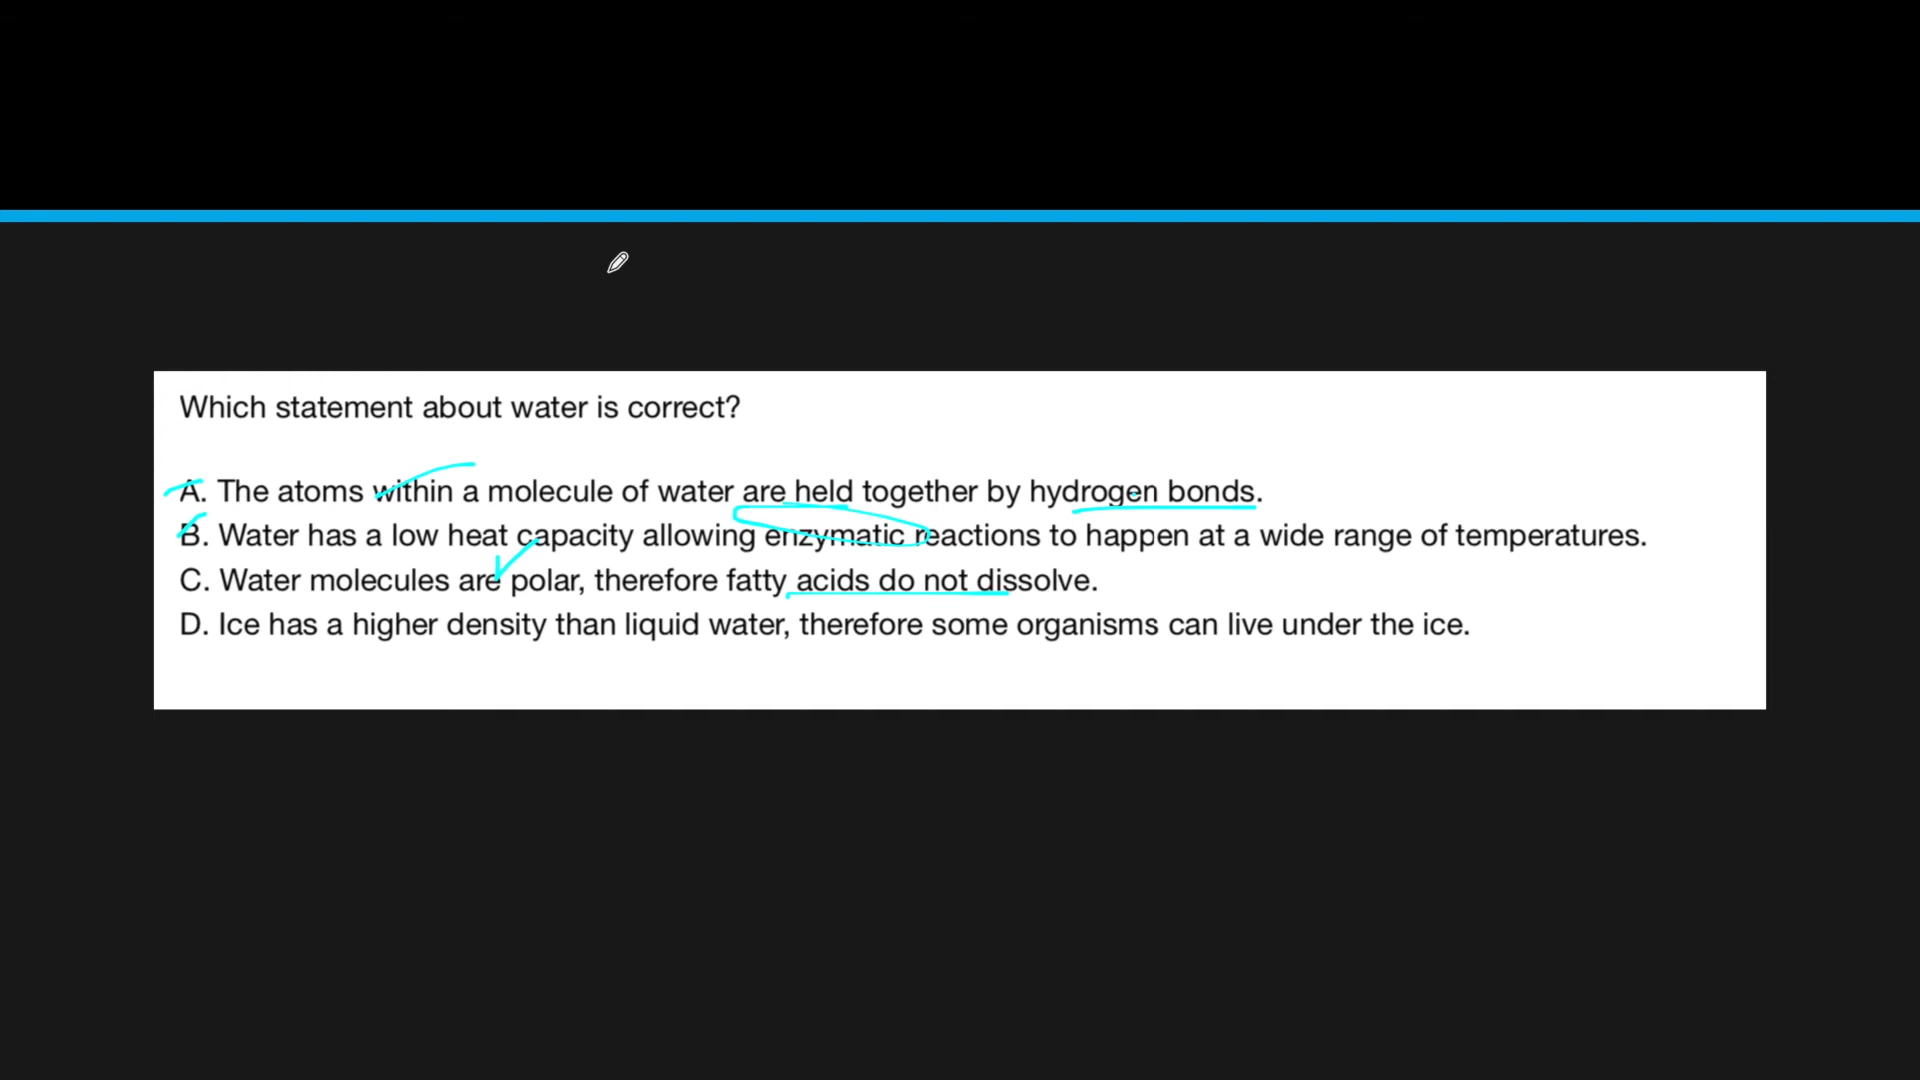 Which statement about water is correct?
A. The atoms within a molecule of water are held together by hydrogen bonds.
B. Water has a low heat capacity allowing enzymatic reactions to happen at a wide range of temperatures.
C. Water molecules are polar, therefore fatty acids do not dissolve.
D. Ice has a higher density than liquid water, therefore some organisms can live under the ice.